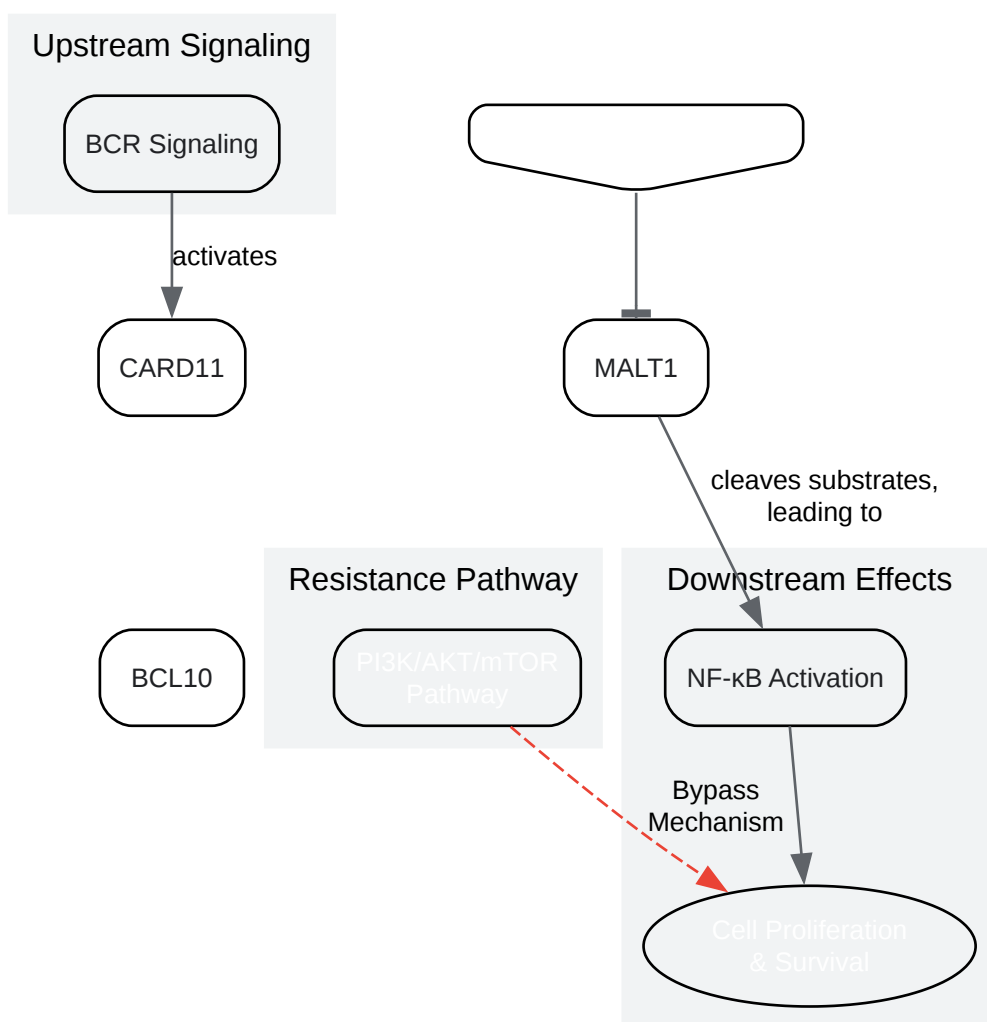 Upstream Signaling
BCR Signaling
activates
CARD11
MALT1
cleaves substrates,
leading to
Resistance Pathway
Downstream Effects
BCL10
PI3K/AKT/mTOR
Pathway
NF-κB Activation
Bypass
Mechanism
Cell Proliferation
& Survival